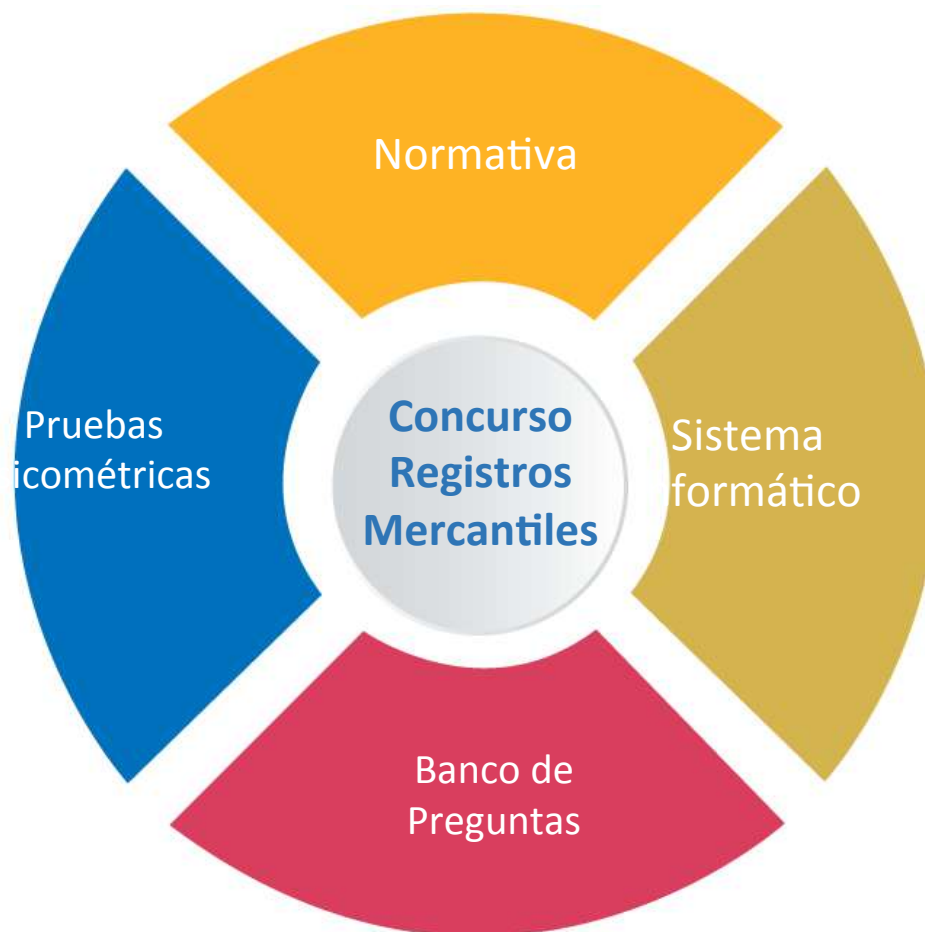 Normativa
Pruebas
icométricas
Concurso
Registros
Mercantiles
Sistema
formático
Banco de
Preguntas